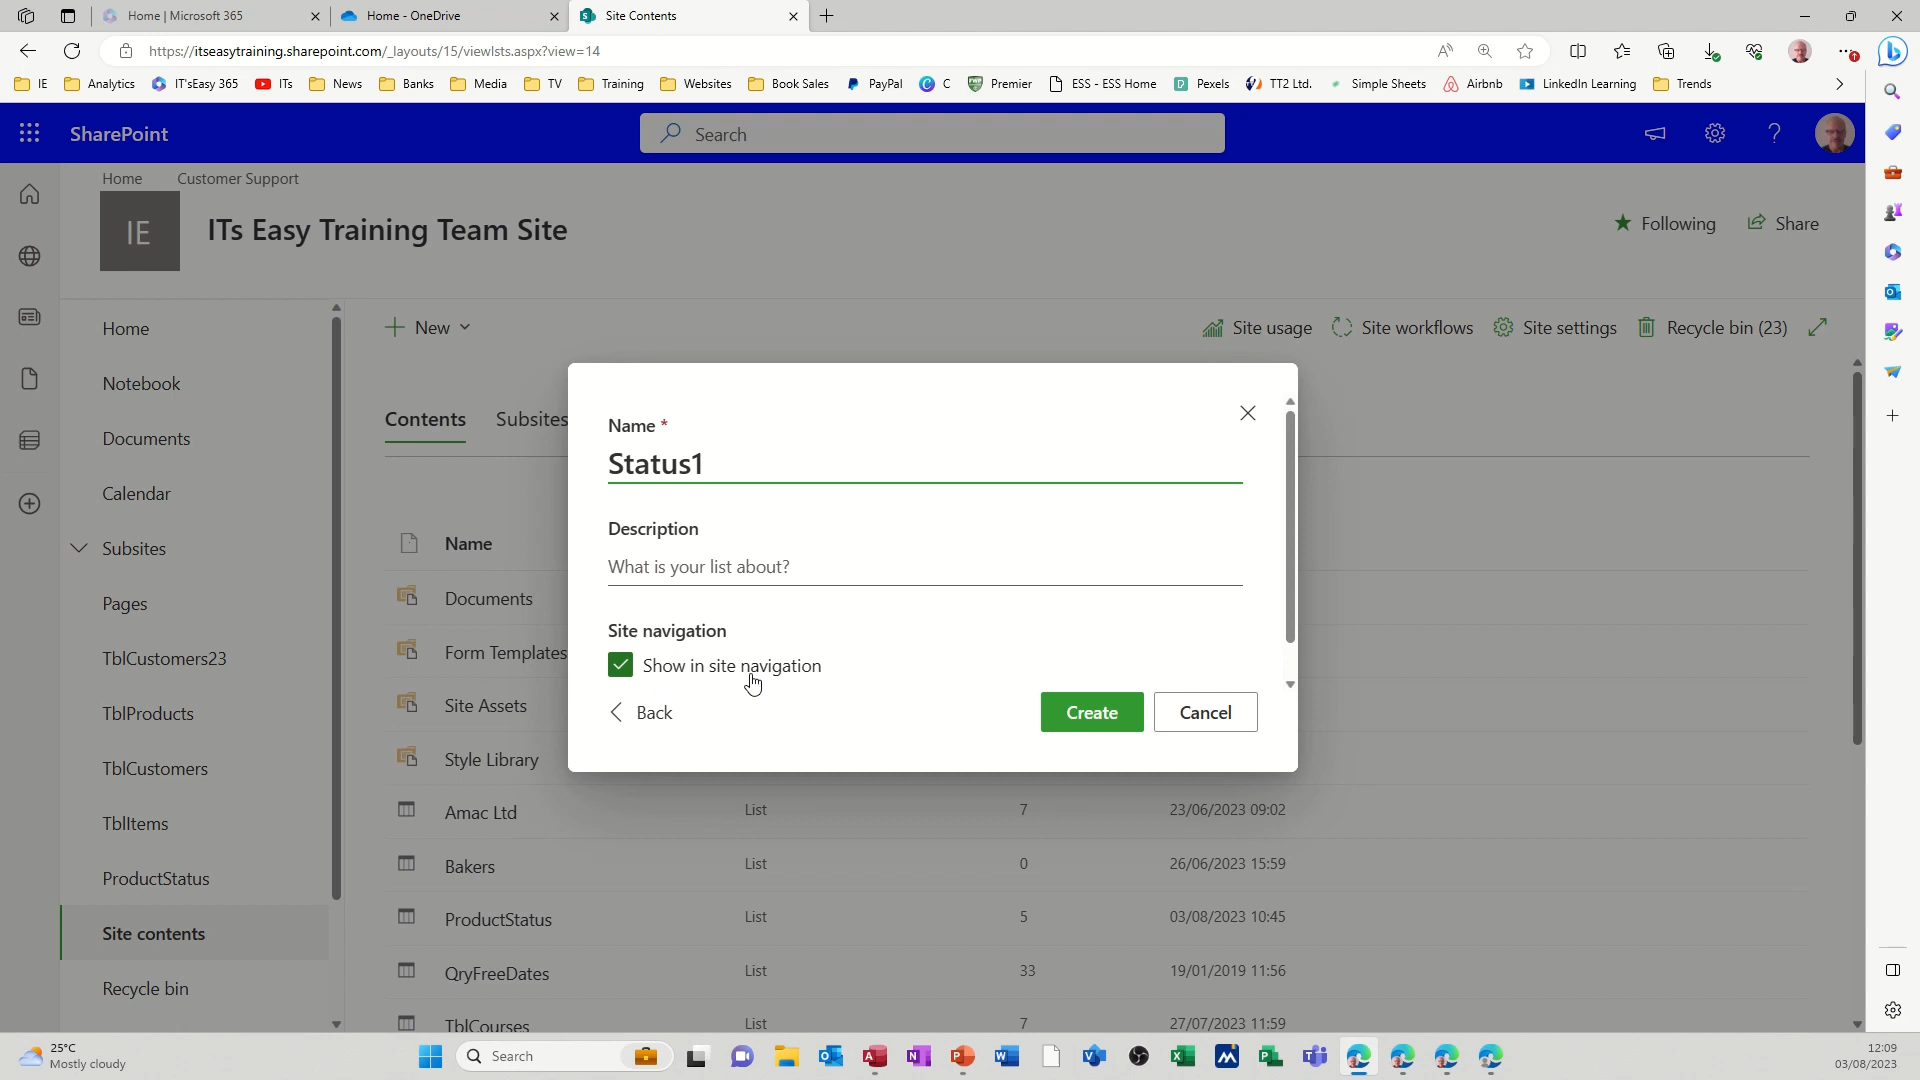 Home | Microsoft 365
Home - OneDrive
Site Contents
https://itseasytraining.sharepoint.com/_layouts/15/viewlsts.aspx?view=14
IE
Analytics
IT'sEasy 365
ITs
News
Banks
Media
TV
Training
Websites
Book Sales
PayPal
C
Premier
ESS - ESS Home
Pexels
TT2 Ltd.
Simple Sheets
Airbnb
LinkedIn Learning
Trends
SharePoint
Search
Home
Customer Support
IE
ITs Easy Training Team Site
Following
Share
Home
Notebook
Documents
Calendar
Subsites
Pages
TblCustomers23
TblProducts
TblCustomers
TblItems
ProductStatus
Site contents
Recycle bin
New
Site usage
Site workflows
Site settings
Recycle bin (23)
Contents
Subsites
Name
Documents
Form Templates
Site Assets
Style Library
Amac Ltd List 7 23/06/2023 09:02
Bakers List 0 26/06/2023 15:59
ProductStatus List 5 03/08/2023 10:45
QryFreeDates List 33 19/01/2019 11:56
TblCourses List 7 27/07/2023 11:59
Name *
Status1
Description
What is your list about?
Site navigation
Show in site navigation
Back
Create
Cancel
25°C
Mostly cloudy
Search
12:09
03/08/2023